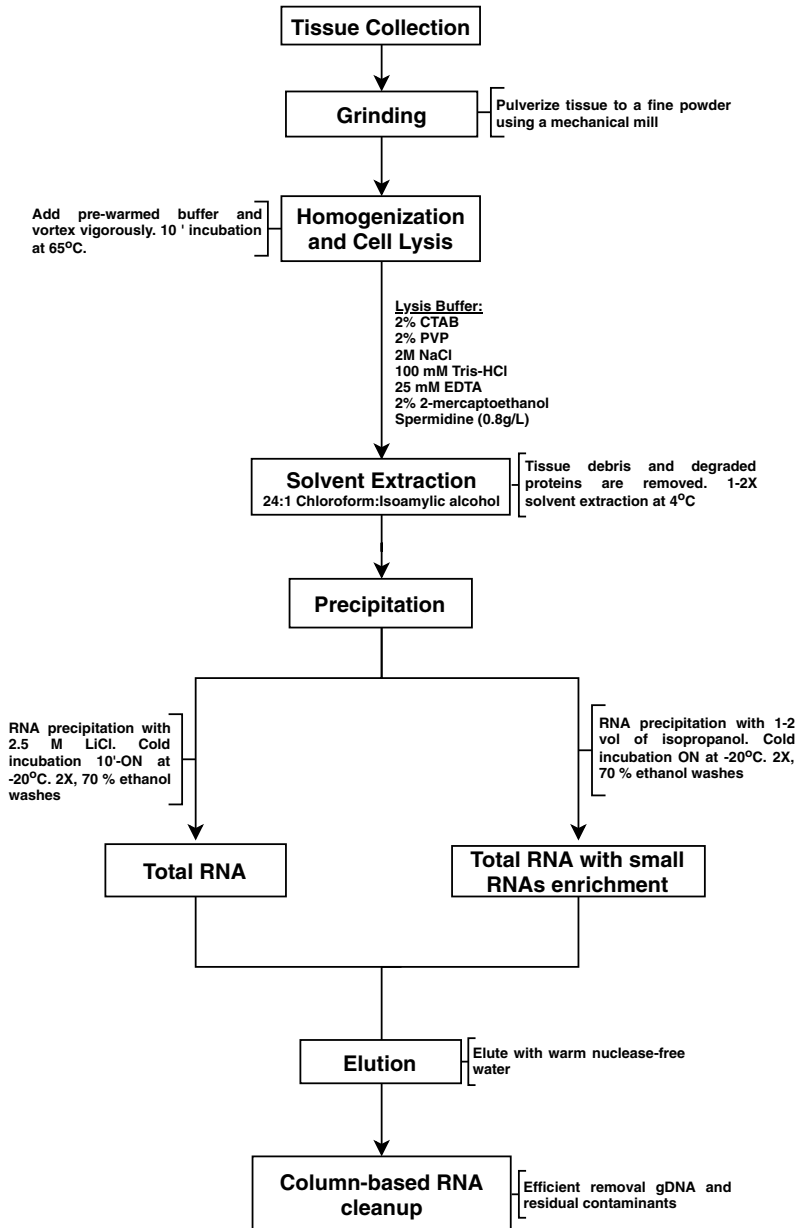 Tissue Collection
Grinding
Pulverize tissue to a fine powder
using a mechanical mill
Add pre-warmed buffer and
vortex vigorously. 10 ' incubation
at 65°C.
Homogenization
and Cell Lysis
Lysis Buffer:
2% CTAB
2% PVP
2M NaCl
100 mM Tris-HCl
25 mM EDTA
2% 2-mercaptoethanol
Spermidine (0.8g/L)
Solvent Extraction
24:1 Chloroform:Isoamylic alcohol
Tissue debris and degraded
proteins are removed. 1-2X
solvent extraction at 4°C
Precipitation
RNA precipitation with
2.5 M LiCl. Cold
incubation 10'-ON at
-20°C. 2X, 70 % ethanol
washes
RNA precipitation with 1-2
vol of isopropanol. Cold
incubation ON at -20°C. 2X,
70 % ethanol washes
Total RNA
Total RNA with small
RNAs enrichment
Elution
Elute with warm nuclease-free
water
Column-based RNA
cleanup
Efficient removal gDNA and
residual contaminants